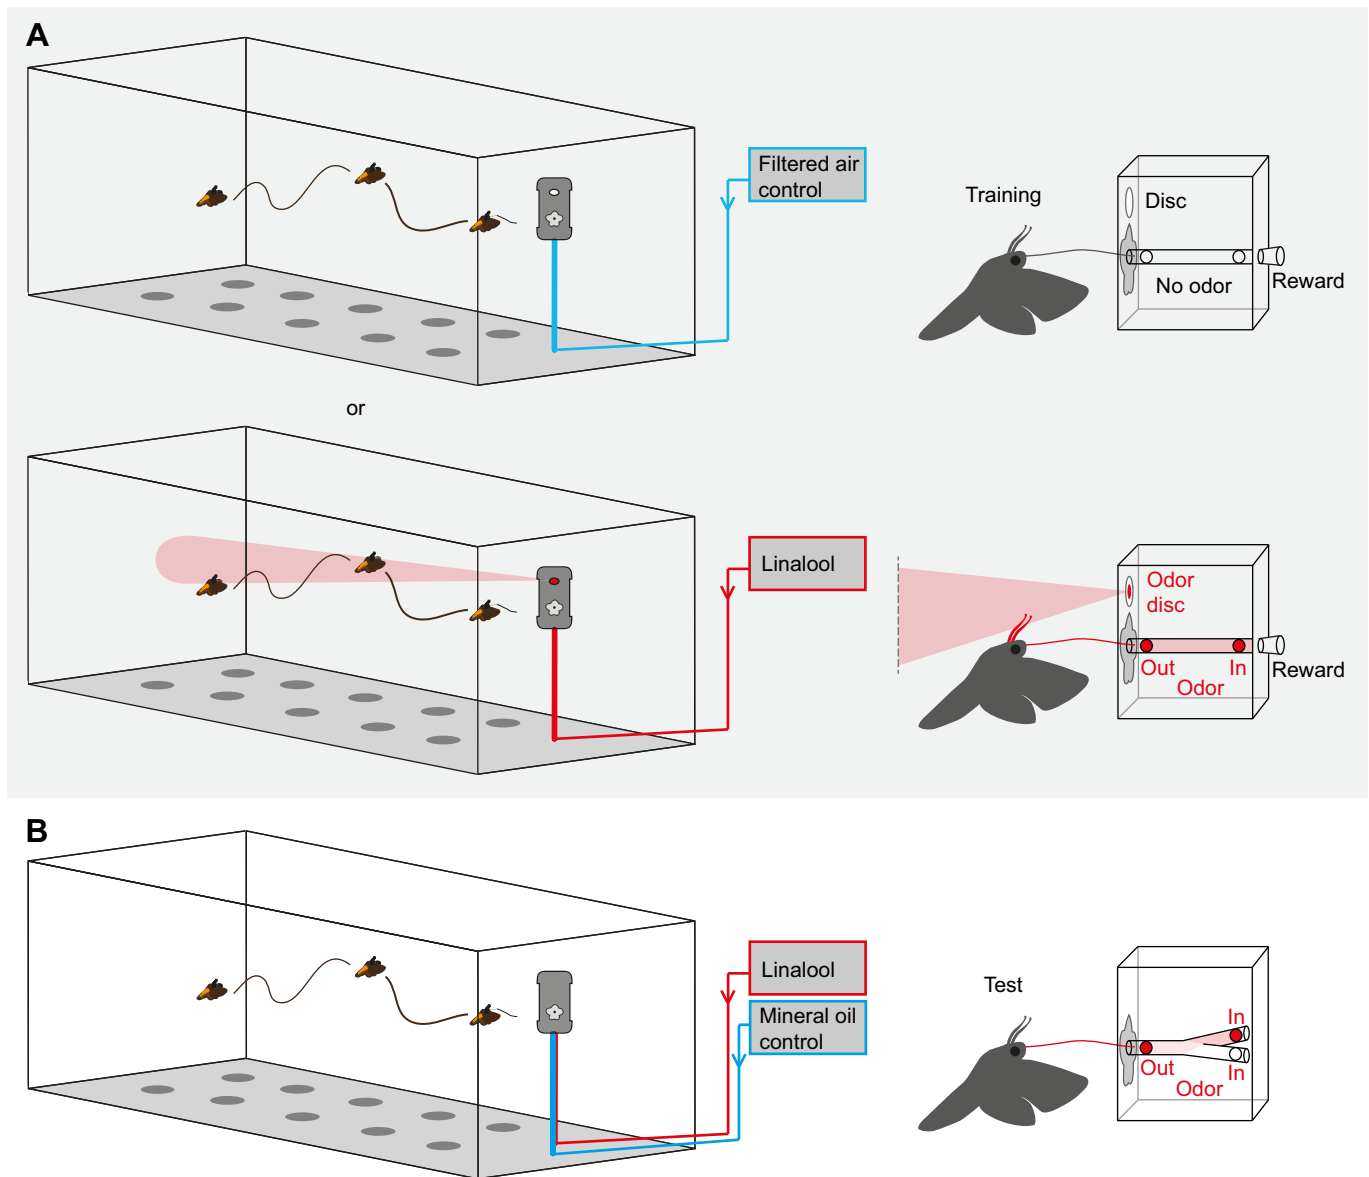 A
Filtered air
control
Training
Disc
No odor
Reward
or
Linalool
Odor
disc
Out
In
Odor
Reward
B
Linalool
Mineral oil
control
Test
In
Out
In
Odor